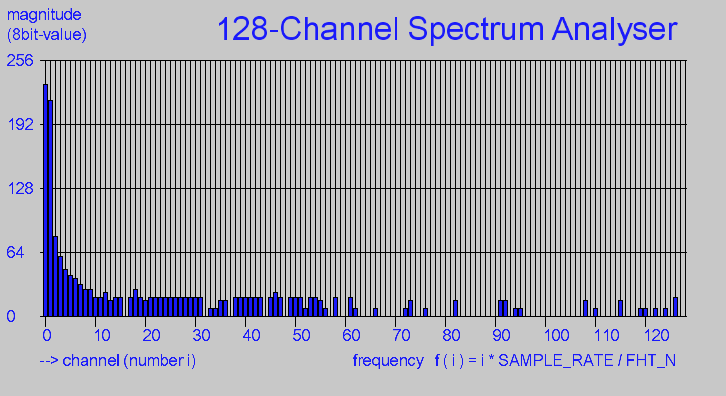 magnitude
(8bit-value)
128-Channel Spectrum Analyser
256
192
128
64
0
0 10 20 30 40 50 60 70 80 90 100 110 120
--> channel (number i)
frequency f ( i ) = i * SAMPLE_RATE / FHT_N